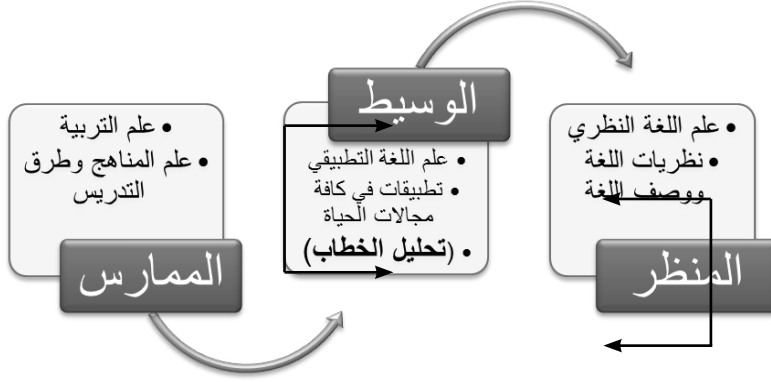 علم اللغة النظري
نظريات اللغة
ووصف اللغة
المنظر
الوسيط
علم اللغة التطبيقي
تطبيقات في كافة
مجالات الحياة
(تحليل الخطاب)
علم التربية
علم المناهج وطرق
التدريس
الممارس